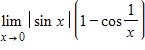 lim x→0 |sin x| (1−cos 1/x)